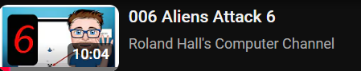 6
10:04
006 Aliens Attack 6
Roland Hall's Computer Channel